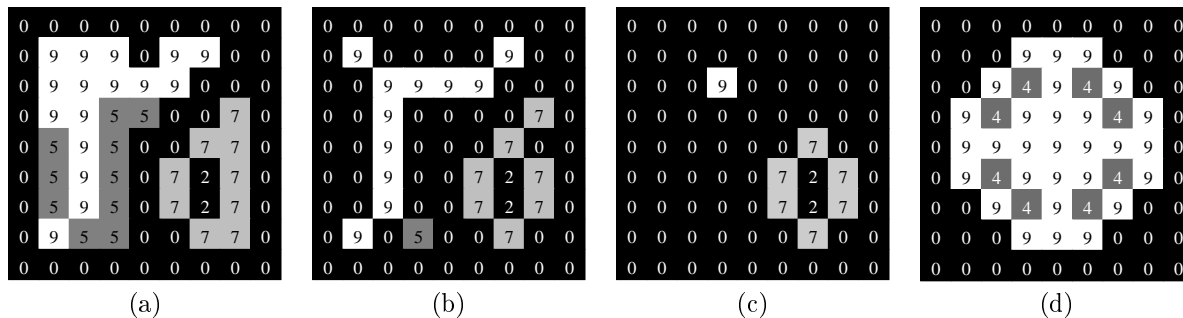 0 0 0 0 0 0 0 0 0
0 9 9 9 0 9 9 0 0
0 9 9 9 9 9 0 0 0
0 9 9 5 5 0 0 7 0
0 5 9 5 0 0 7 7 0
0 5 9 5 0 7 2 7 0
0 5 9 5 0 7 2 7 0
0 9 5 5 0 0 7 7 0
0 0 0 0 0 0 0 0 0
(a)
0 0 0 0 0 0 0 0 0
0 9 0 0 0 0 9 0 0
0 0 9 9 9 9 0 0 0
0 0 9 0 0 0 0 7 0
0 0 9 0 0 0 7 0 0
0 0 9 0 0 7 2 7 0
0 0 9 0 0 7 2 7 0
0 9 0 5 0 0 7 0 0
0 0 0 0 0 0 0 0 0
(b)
0 0 0 0 0 0 0 0 0
0 0 0 0 0 0 0 0 0
0 0 0 9 0 0 0 0 0
0 0 0 0 0 0 0 0 0
0 0 0 0 0 0 7 0 0
0 0 0 0 0 7 2 7 0
0 0 0 0 0 7 2 7 0
0 0 0 0 0 0 7 0 0
0 0 0 0 0 0 0 0 0
(c)
0 0 0 0 0 0 0 0 0
0 0 0 9 9 9 0 0 0
0 0 9 4 9 4 9 0 0
0 9 4 9 9 9 4 9 0
0 9 9 9 9 9 9 9 0
0 9 4 9 9 9 4 9 0
0 0 9 4 9 4 9 0 0
0 0 0 9 9 9 0 0 0
0 0 0 0 0 0 0 0 0
(d)